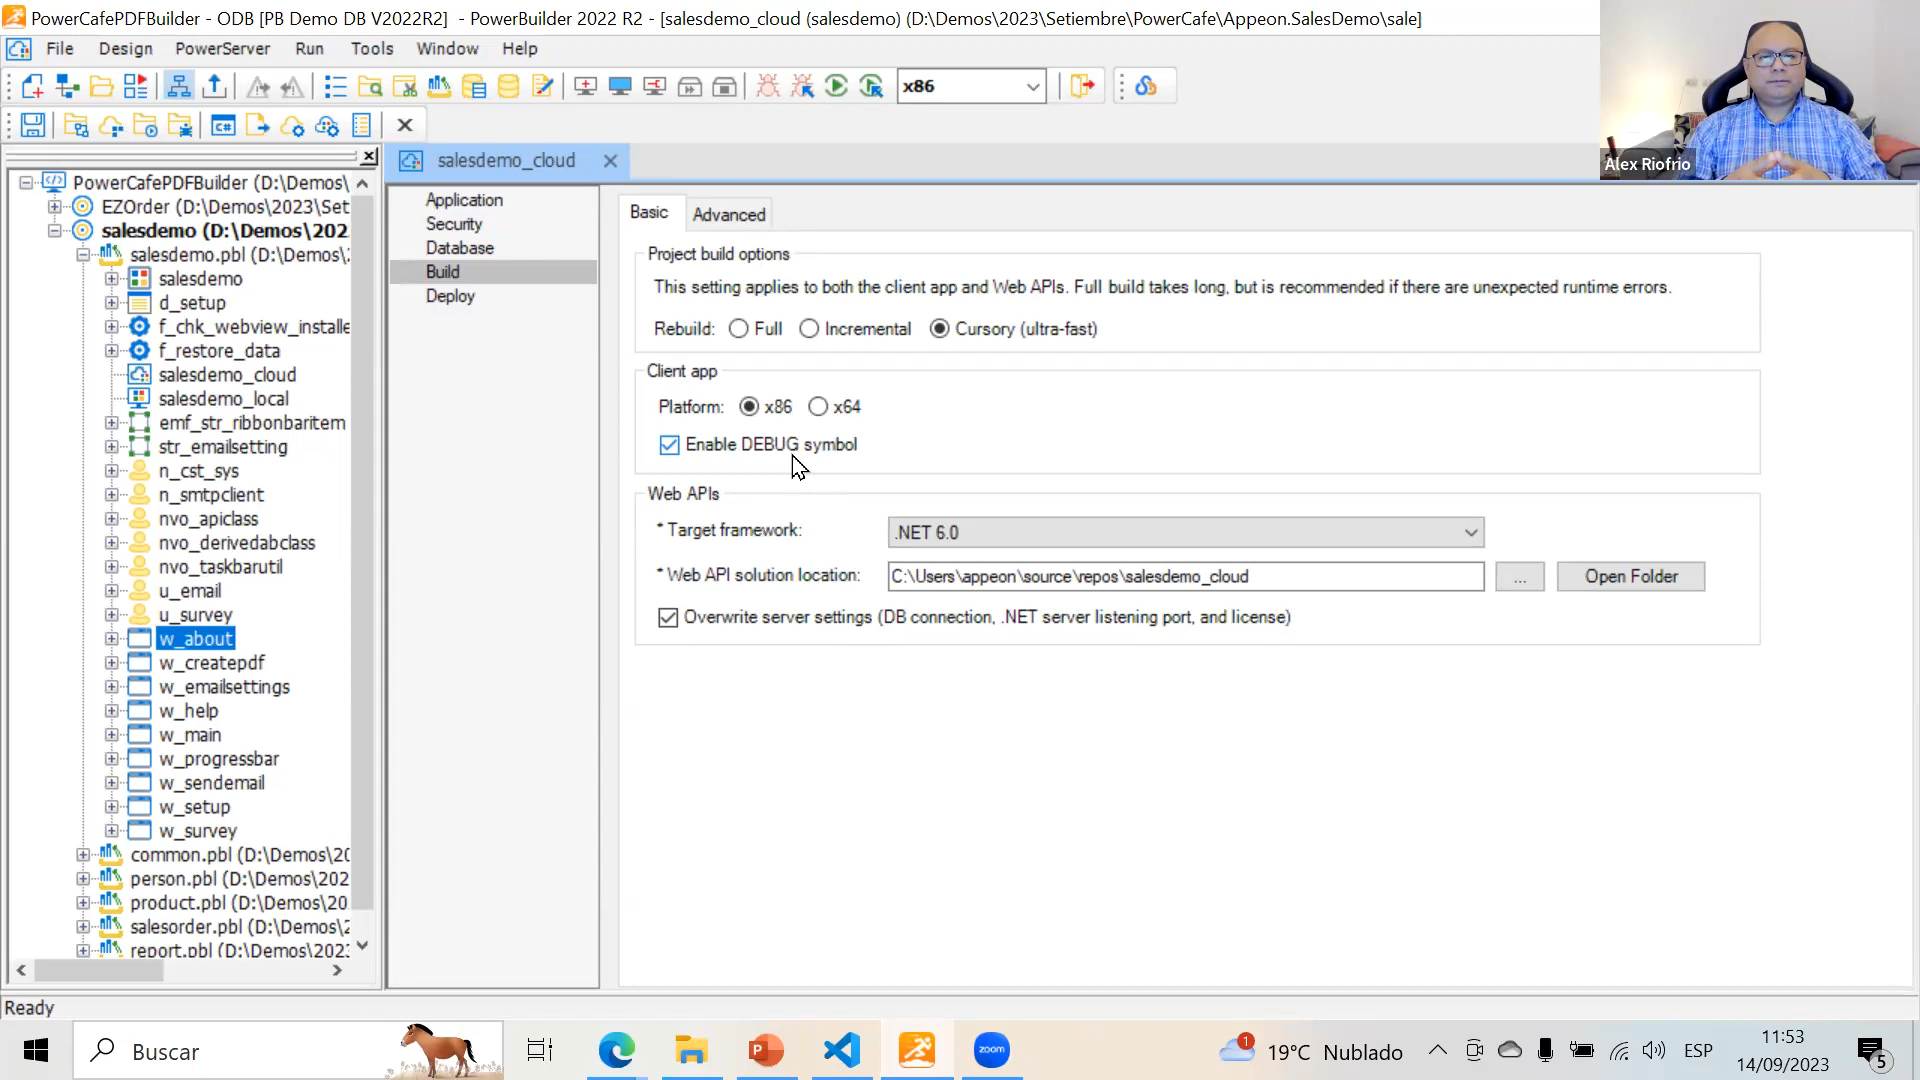 PowerCafePDFBuilder - ODB [PB Demo DB V2022R2]  - PowerBuilder 2022 R2 - [salesdemo_cloud (salesdemo) (D:\Demos\2023\Setiembre\PowerCafe\Appeon.SalesDemo\sale]
File Design PowerServer Run Tools Window Help
x86
C#
Alex Riofrio
PowerCafePDFBuilder (D:\Demos\
EZOrder (D:\Demos\2023\Set
salesdemo (D:\Demos\202
salesdemo.pbl (D:\Demos\
salesdemo
d_setup
f_chk_webview_installe
f_restore_data
salesdemo_cloud
salesdemo_local
emf_str_ribbonbaritem
str_emailsetting
n_cst_sys
n_smtpclient
nvo_apiclass
nvo_derivedabclass
nvo_taskbarutil
u_email
u_survey
w_about
w_createpdf
w_emailsettings
w_help
w_main
w_progressbar
w_sendemail
w_setup
w_survey
common.pbl (D:\Demos\20
person.pbl (D:\Demos\202
product.pbl (D:\Demos\20
salesorder.pbl (D:\Demos\2
report.pbl (D:\Demos\2023
salesdemo_cloud
Application
Security
Database
Build
Deploy
Basic Advanced
Project build options
This setting applies to both the client app and Web APIs. Full build takes long, but is recommended if there are unexpected runtime errors.
Rebuild: Full Incremental Cursory (ultra-fast)
Client app
Platform: x86 x64
Enable DEBUG symbol
Web APIs
* Target framework: .NET 6.0
* Web API solution location: C:\Users\appeon\source\repos\salesdemo_cloud ... Open Folder
Overwrite server settings (DB connection, .NET server listening port, and license)
Ready
Buscar
P
zoom
1
19°C Nublado
ESP
11:53
14/09/2023
5